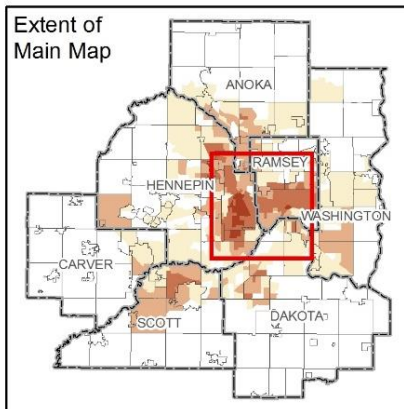 Extent of
Main Map
ANOKA
RAMSEY
HENNEPIN
WASHINGTON
CARVER
SCOTT
DAKOTA